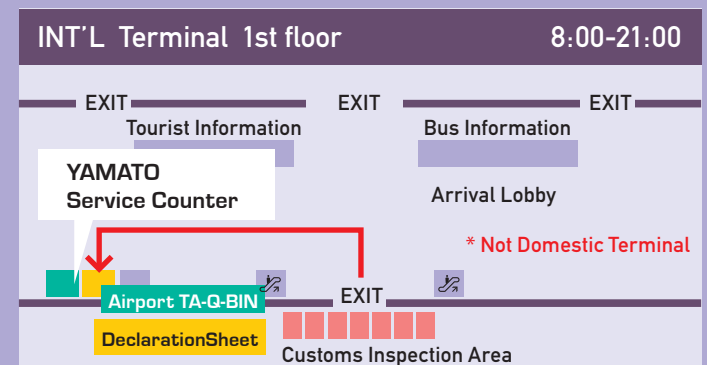 INT'L Terminal 1st floor 8:00-21:00
EXIT EXIT EXIT
Tourist Information Bus Information
YAMATO
Service Counter
Arrival Lobby
* Not Domestic Terminal
Airport TA-Q-BIN
EXIT
DeclarationSheet
Customs Inspection Area